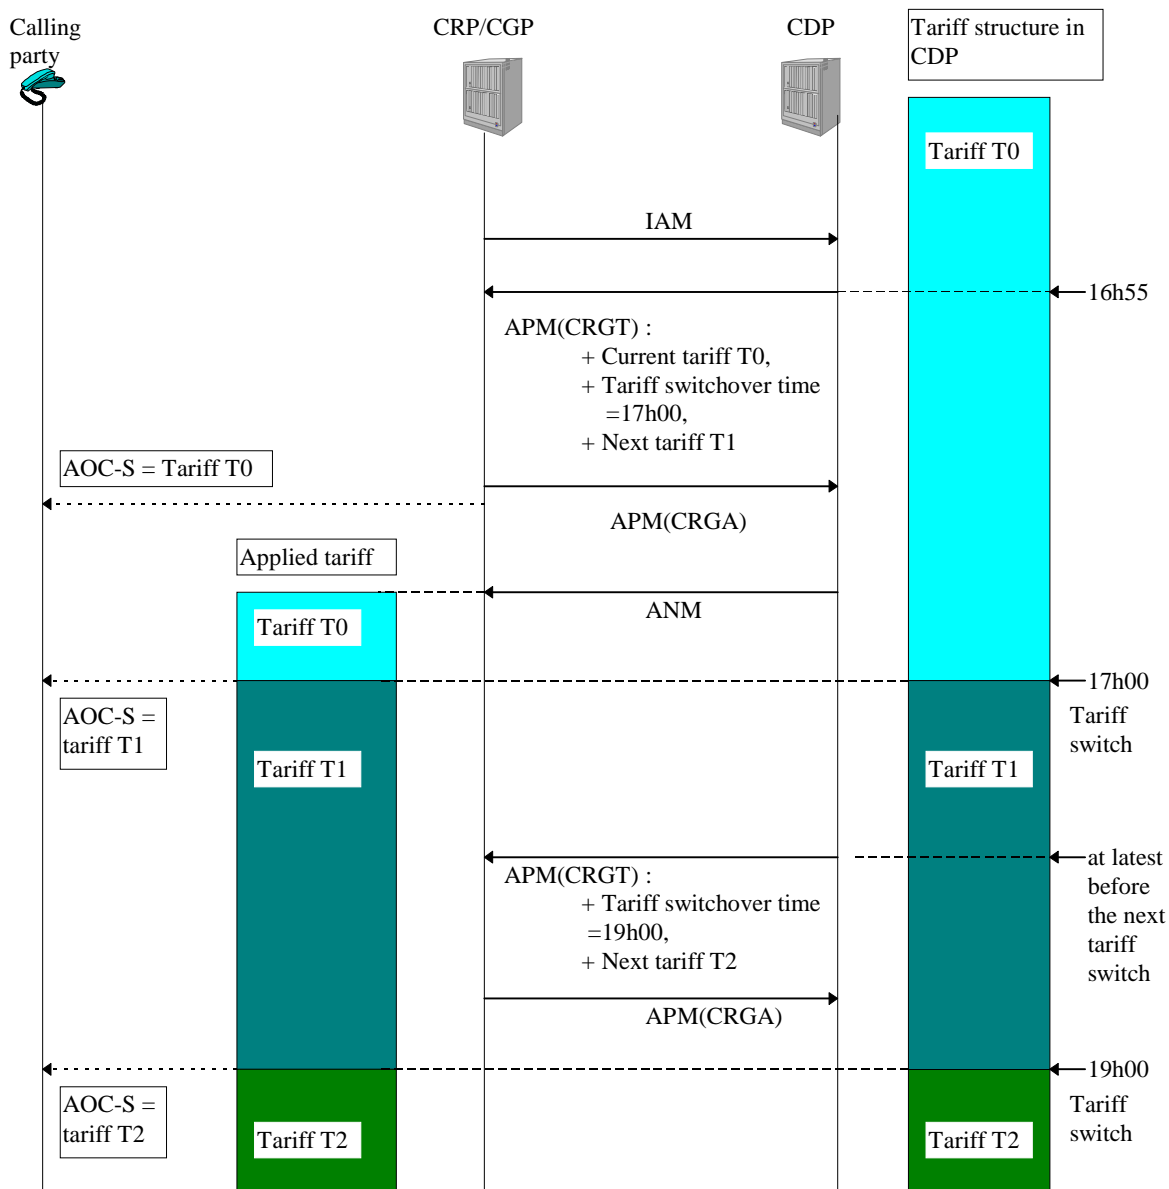 Calling
party
CRP/CGP
CDP
Tariff structure in
CDP
Tariff T0
IAM
16h55
APM(CRGT) :
+ Current tariff T0,
+ Tariff switchover time
=17h00,
+ Next tariff T1
AOC-S = Tariff T0
APM(CRGA)
Applied tariff
ANM
Tariff T0
17h00
Tariff
switch
AOC-S =
tariff T1
Tariff T1
Tariff T1
at latest
before
the next
tariff
switch
APM(CRGT) :
+ Tariff switchover time
=19h00,
+ Next tariff T2
APM(CRGA)
19h00
Tariff
switch
AOC-S =
tariff T2
Tariff T2
Tariff T2